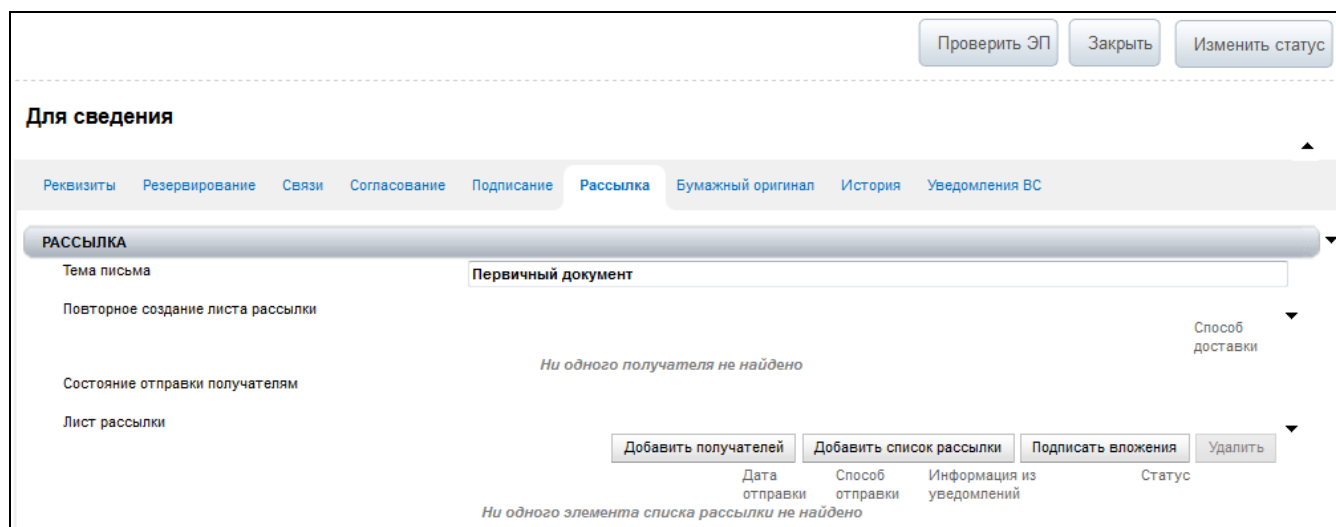 Проверить ЭП Закрыть Изменить статус
Для сведения
Реквизиты Резервирование Связи Согласование Подписание Рассылка Бумажный оригинал История Уведомления ВС
РАССЫЛКА
Тема письма Первичный документ
Повторное создание листа рассылки
Способ
доставки
Ни одного получателя не найдено
Состояние отправки получателям
Лист рассылки
Добавить получателей Добавить список рассылки Подписать вложения Удалить
Дата Способ Информация из Статус
отправки отправки уведомлений
Ни одного элемента списка рассылки не найдено